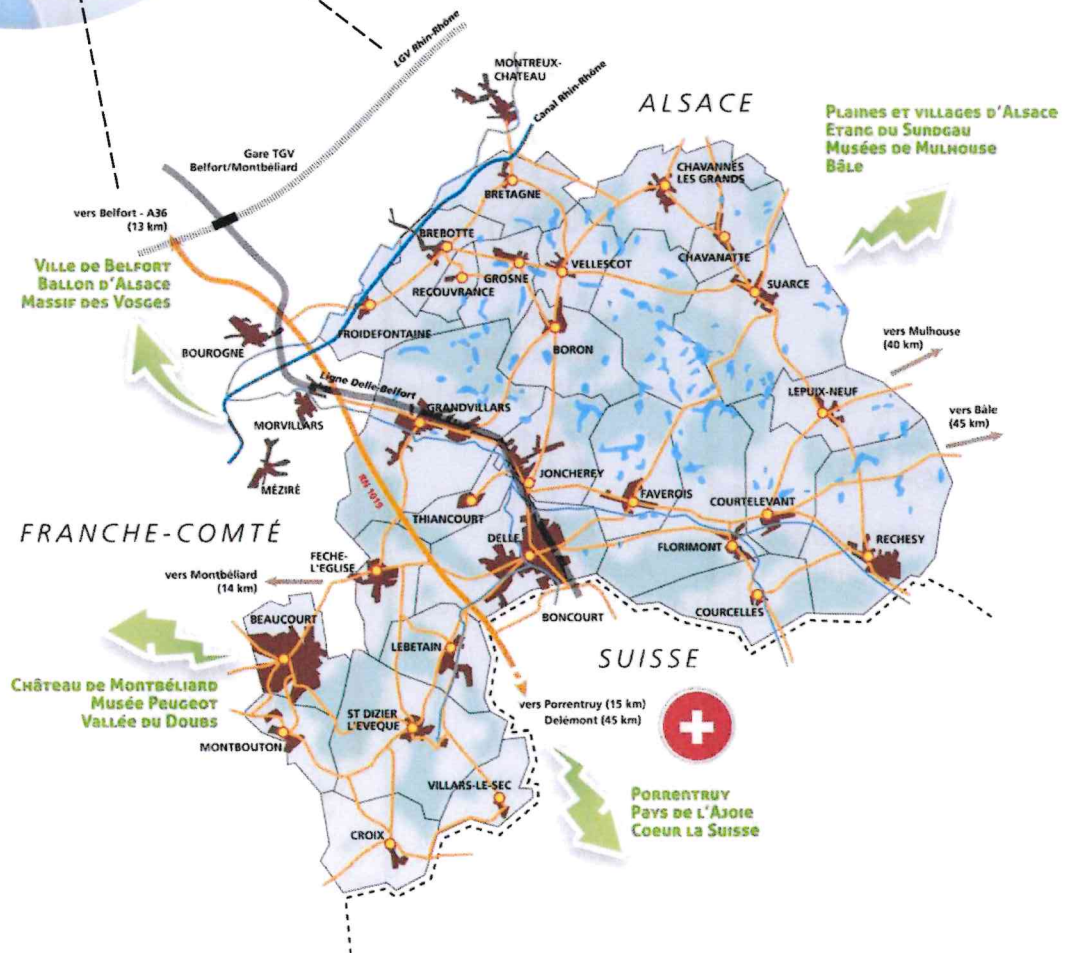 LGV Rhin-Rhône
MONTREUX-
CHATEAU
Canal Rhin-Rhône
ALSACE
PLAINES ET VILLAGES D'ALSACE
ETANG DU SUNDGAU
MUSÉES DE MULHOUSE
BÂLE
Gare TGV
Belfort/Montbéliard
CHAVANNES
LES GRANDS
BRETAGNE
vers Belfort - A36
(13 km)
BREBOTTE
CHAVANATTE
VILLE DE BELFORT
BALLON D'ALSACE
MASSIF DES VOSGES
GROSNE
VELLESCOT
RECOUVRANCE
SUARCE
FROIDEFONTAINE
BORON
BOUROGNE
vers Mulhouse
(40 km)
Ligne Delle-Belfort
LEPUIX-NEUF
GRANDVILLARS
vers Bâle
(45 km)
MORVILLARS
MÉZIRÉ
JONCHEREY
RN 1019
FAVEROIS
COURTELEVANT
THIANCOURT
FRANCHE-COMTÉ
DELLE
FLORIMONT
RECHESY
FECHE-
L'EGLISE
vers Montbéliard
(14 km)
COURCELLES
BONCOURT
BEAUCOURT
LEBETAIN
SUISSE
CHÂTEAU DE MONTBÉLIARD
MUSÉE PEUGEOT
VALLÉE DU DOUBS
vers Porrentruy (15 km)
Delémont (45 km)
ST DIZIER
L'EVEQUE
MONTBOUTON
VILLARS-LE-SEC
PORRENTRUY
PAYS DE L'AJOIE
COEUR LA SUISSE
CROIX